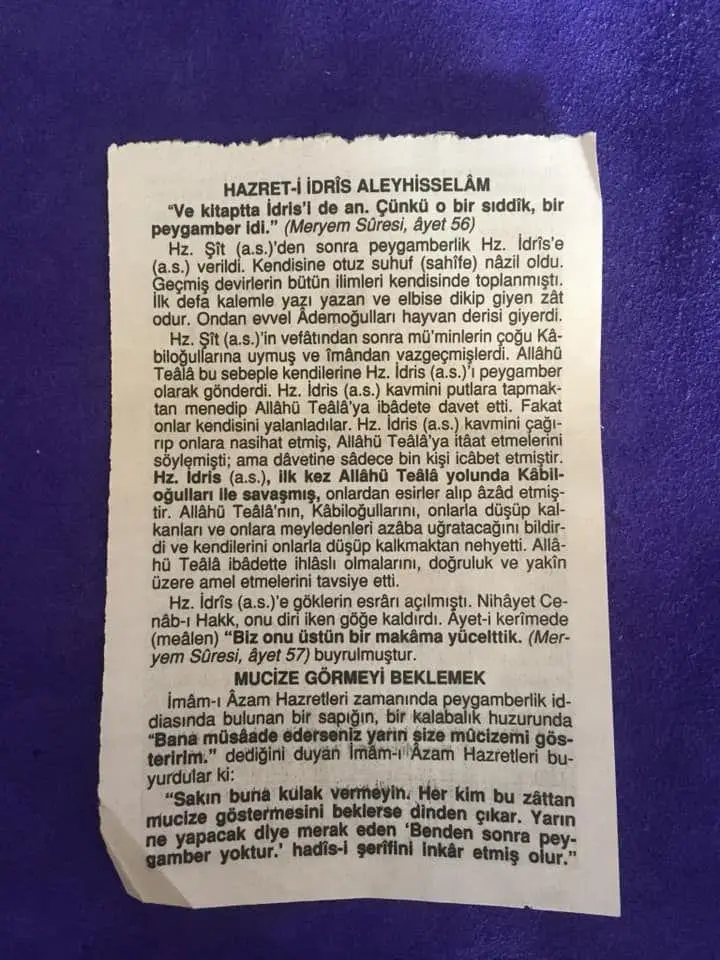 HAZRET-İ İDRÎS ALEYHİSSELÂM
"Ve kitaptta İdris'i de an. Çünkü o bir sıddîk, bir
peygamber idi." (Meryem Sûresi, âyet 56)
Hz. Şît (a.s.)'den sonra peygamberlik Hz. İdrîs'e
(a.s.) verildi. Kendisine otuz suhuf (sahîfe) nâzil oldu.
Geçmiş devirlerin bütün ilimleri kendisinde toplanmıştı.
İlk defa kalemle yazı yazan ve elbise dikip giyen zât
odur. Ondan evvel Âdemoğulları hayvan derisi giyerdi.
Hz. Şît (a.s.)'in vefâtından sonra mü'minlerin çoğu Kâ-
biloğullarına uymuş ve îmândan vazgeçmişlerdi. Allâhü
Teâlâ bu sebeple kendilerine Hz. İdris (a.s.)'ı peygamber
olarak gönderdi. Hz. İdris (a.s.) kavmini putlara tapmak-
tan menedip Allâhü Teâlâ'ya ibâdete davet etti. Fakat
onlar kendisini yalanladılar. Hz. İdris (a.s.) kavmini çağı-
rıp onlara nasihat etmiş, Allâhü Teâlâ'ya itâat etmelerini
söylemişti; ama dâvetine sâdece bin kişi icâbet etmiştir.
Hz. İdris (a.s.), ilk kez Allâhü Teâlâ yolunda Kâbil-
oğulları ile savaşmış, onlardan esirler alıp âzâd etmiş-
tir. Allâhü Teâlâ'nın, Kâbiloğullarını, onlarla düşüp kal-
kanları ve onlara meyledenleri azâba uğratacağını bildir-
di ve kendilerini onlarla düşüp kalkmaktan nehyetti. Allâ-
hü Teâlâ ibâdette ihlâslı olmalarını, doğruluk ve yakîn
üzere amel etmelerini tavsiye etti.
Hz. İdrîs (a.s.)'e göklerin esrârı açılmıştı. Nihâyet Ce-
nâb-ı Hakk, onu diri iken göğe kaldırdı. Âyet-i kerîmede
(meâlen) "Biz onu üstün bir makâma yücelttik. (Mer-
yem Sûresi, âyet 57) buyrulmuştur.
MUCİZE GÖRMEYİ BEKLEMEK
İmâm-ı Âzam Hazretleri zamanında peygamberlik id-
diasında bulunan bir sapığın, bir kalabalık huzurunda
"Bana müsâade ederseniz yarın size mûcizemi gös-
teririm." dediğini duyan İmâm-ı Âzam Hazretleri bu-
yurdular ki:
"Sakın buna kulak vermeyin. Her kim bu zâttan
mucize göstermesini beklerse dinden çıkar. Yarın
ne yapacak diye merak eden 'Benden sonra pey-
gamber yoktur.' hadîs-i şerîfini inkâr etmiş olur."